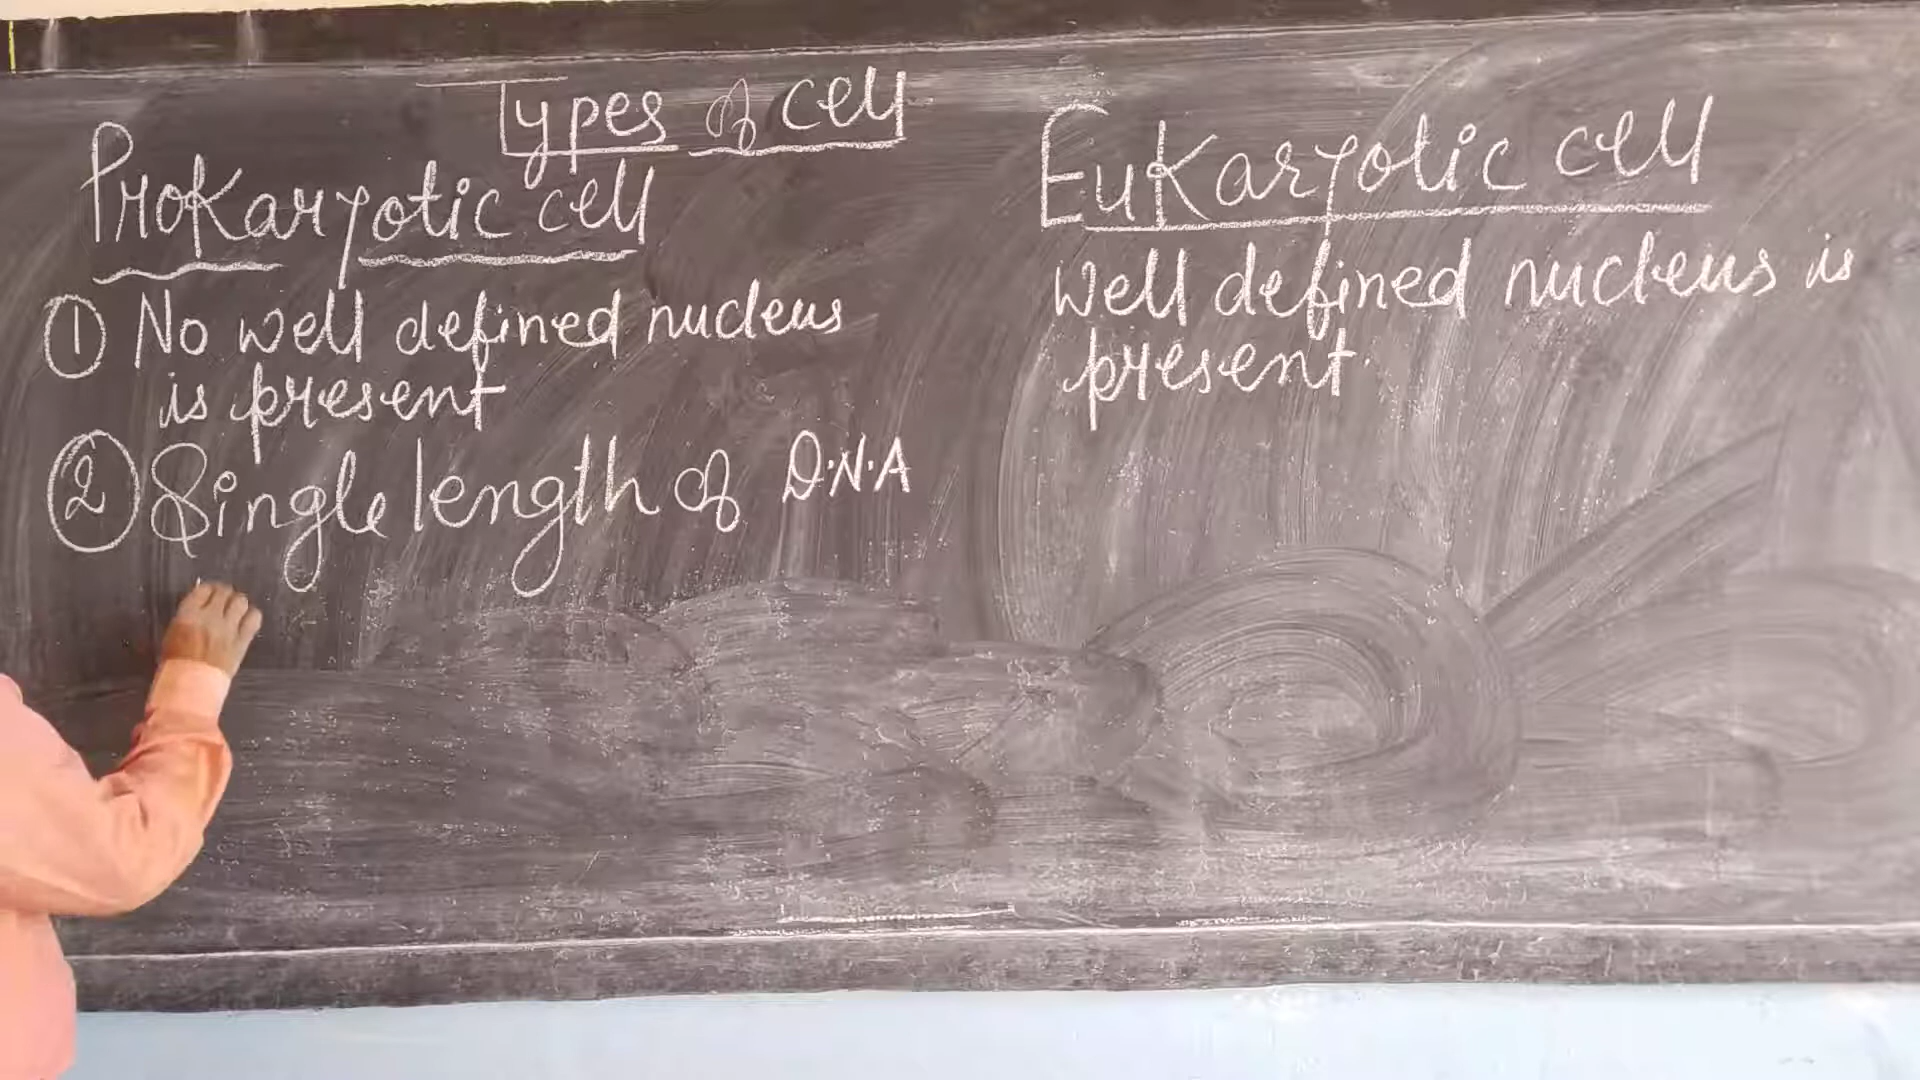 Types of cell
Prokaryotic cell
① No well defined nucleus
is present
② Single length of D.N.A
Eukaryotic cell
Well defined nucleus is
present.